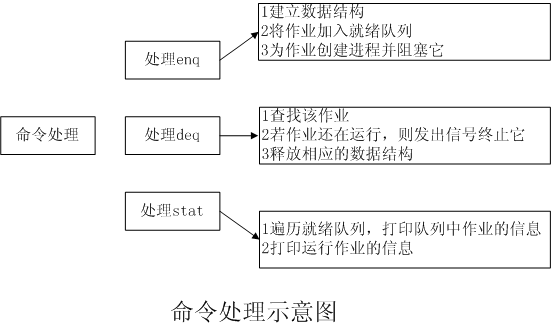 1建立数据结构
2将作业加入就绪队列
3为作业创建进程并阻塞它
处理enq
1查找该作业
2若作业还在运行，则发出信号终止它
3释放相应的数据结构
命令处理
处理deq
处理stat
1遍历就绪队列，打印队列中作业的信息
2打印运行作业的信息
命令处理示意图